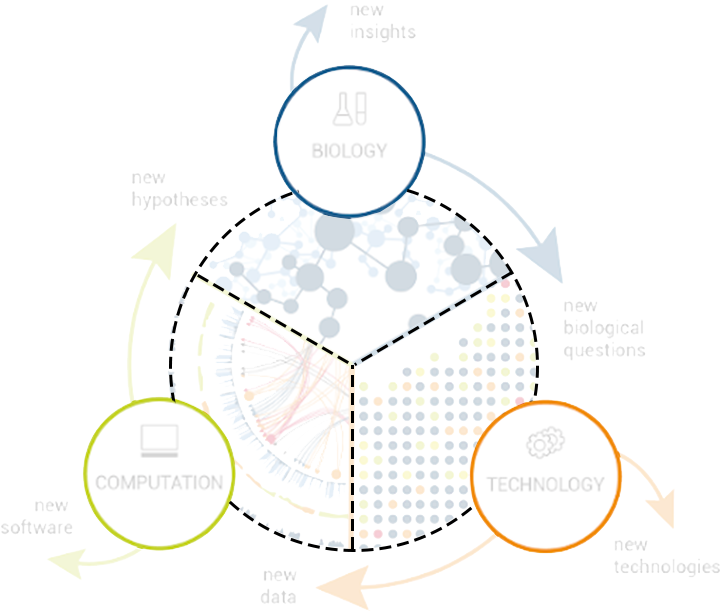 new
insights
BIOLOGY
new
hypotheses
new
biological
questions
COMPUTATION
TECHNOLOGY
new
software
new
technologies
new
data